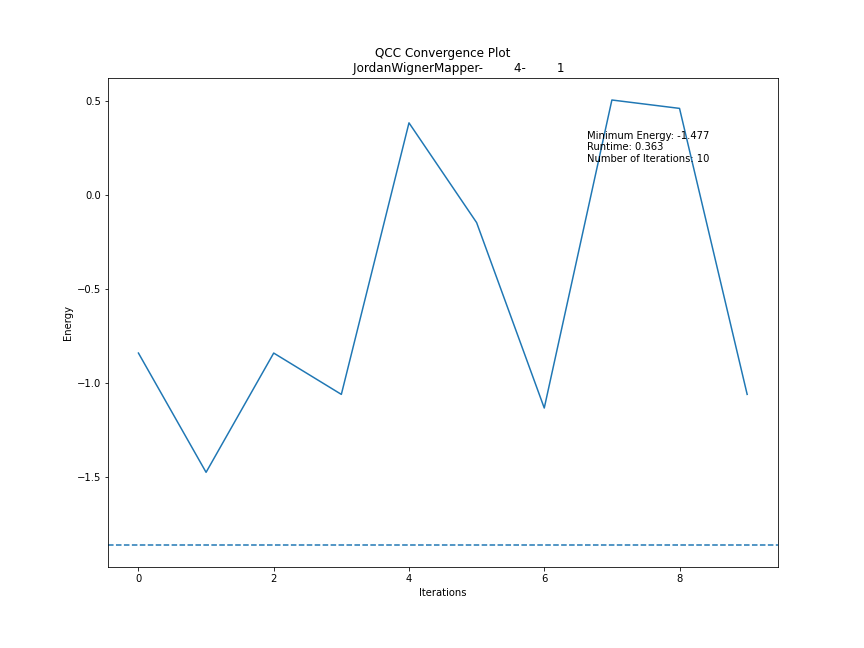 QCC Convergence Plot
JordanWignerMapper- 4- 1
0.5
Minimum Energy: -1.477
Runtime: 0.363
Number of Iterations: 10
0.0
−0.5
Energy
−1.0
−1.5
0 2 4 6 8
Iterations